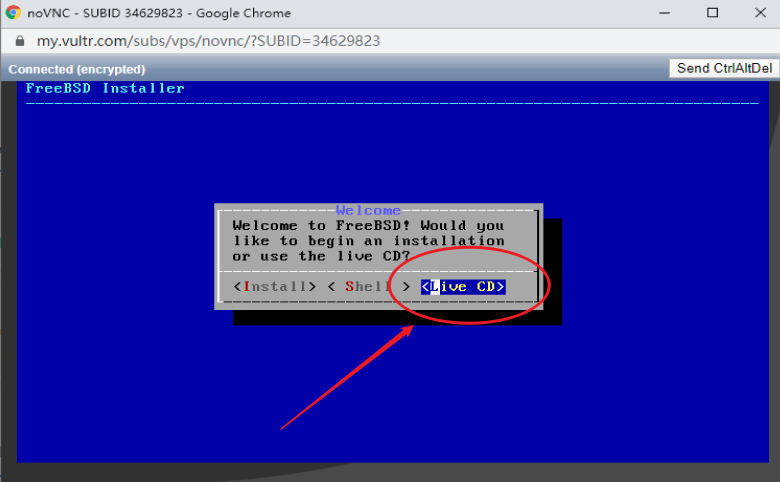 noVNC - SUBID 34629823 - Google Chrome
my.vultr.com/subs/vps/novnc/?SUBID=34629823
Connected (encrypted)
Send CtrlAltDel
FreeBSD Installer
Welcome
Welcome to FreeBSD! Would you
like to begin an installation
or use the live CD?
<Install> < Shell > <Live CD>